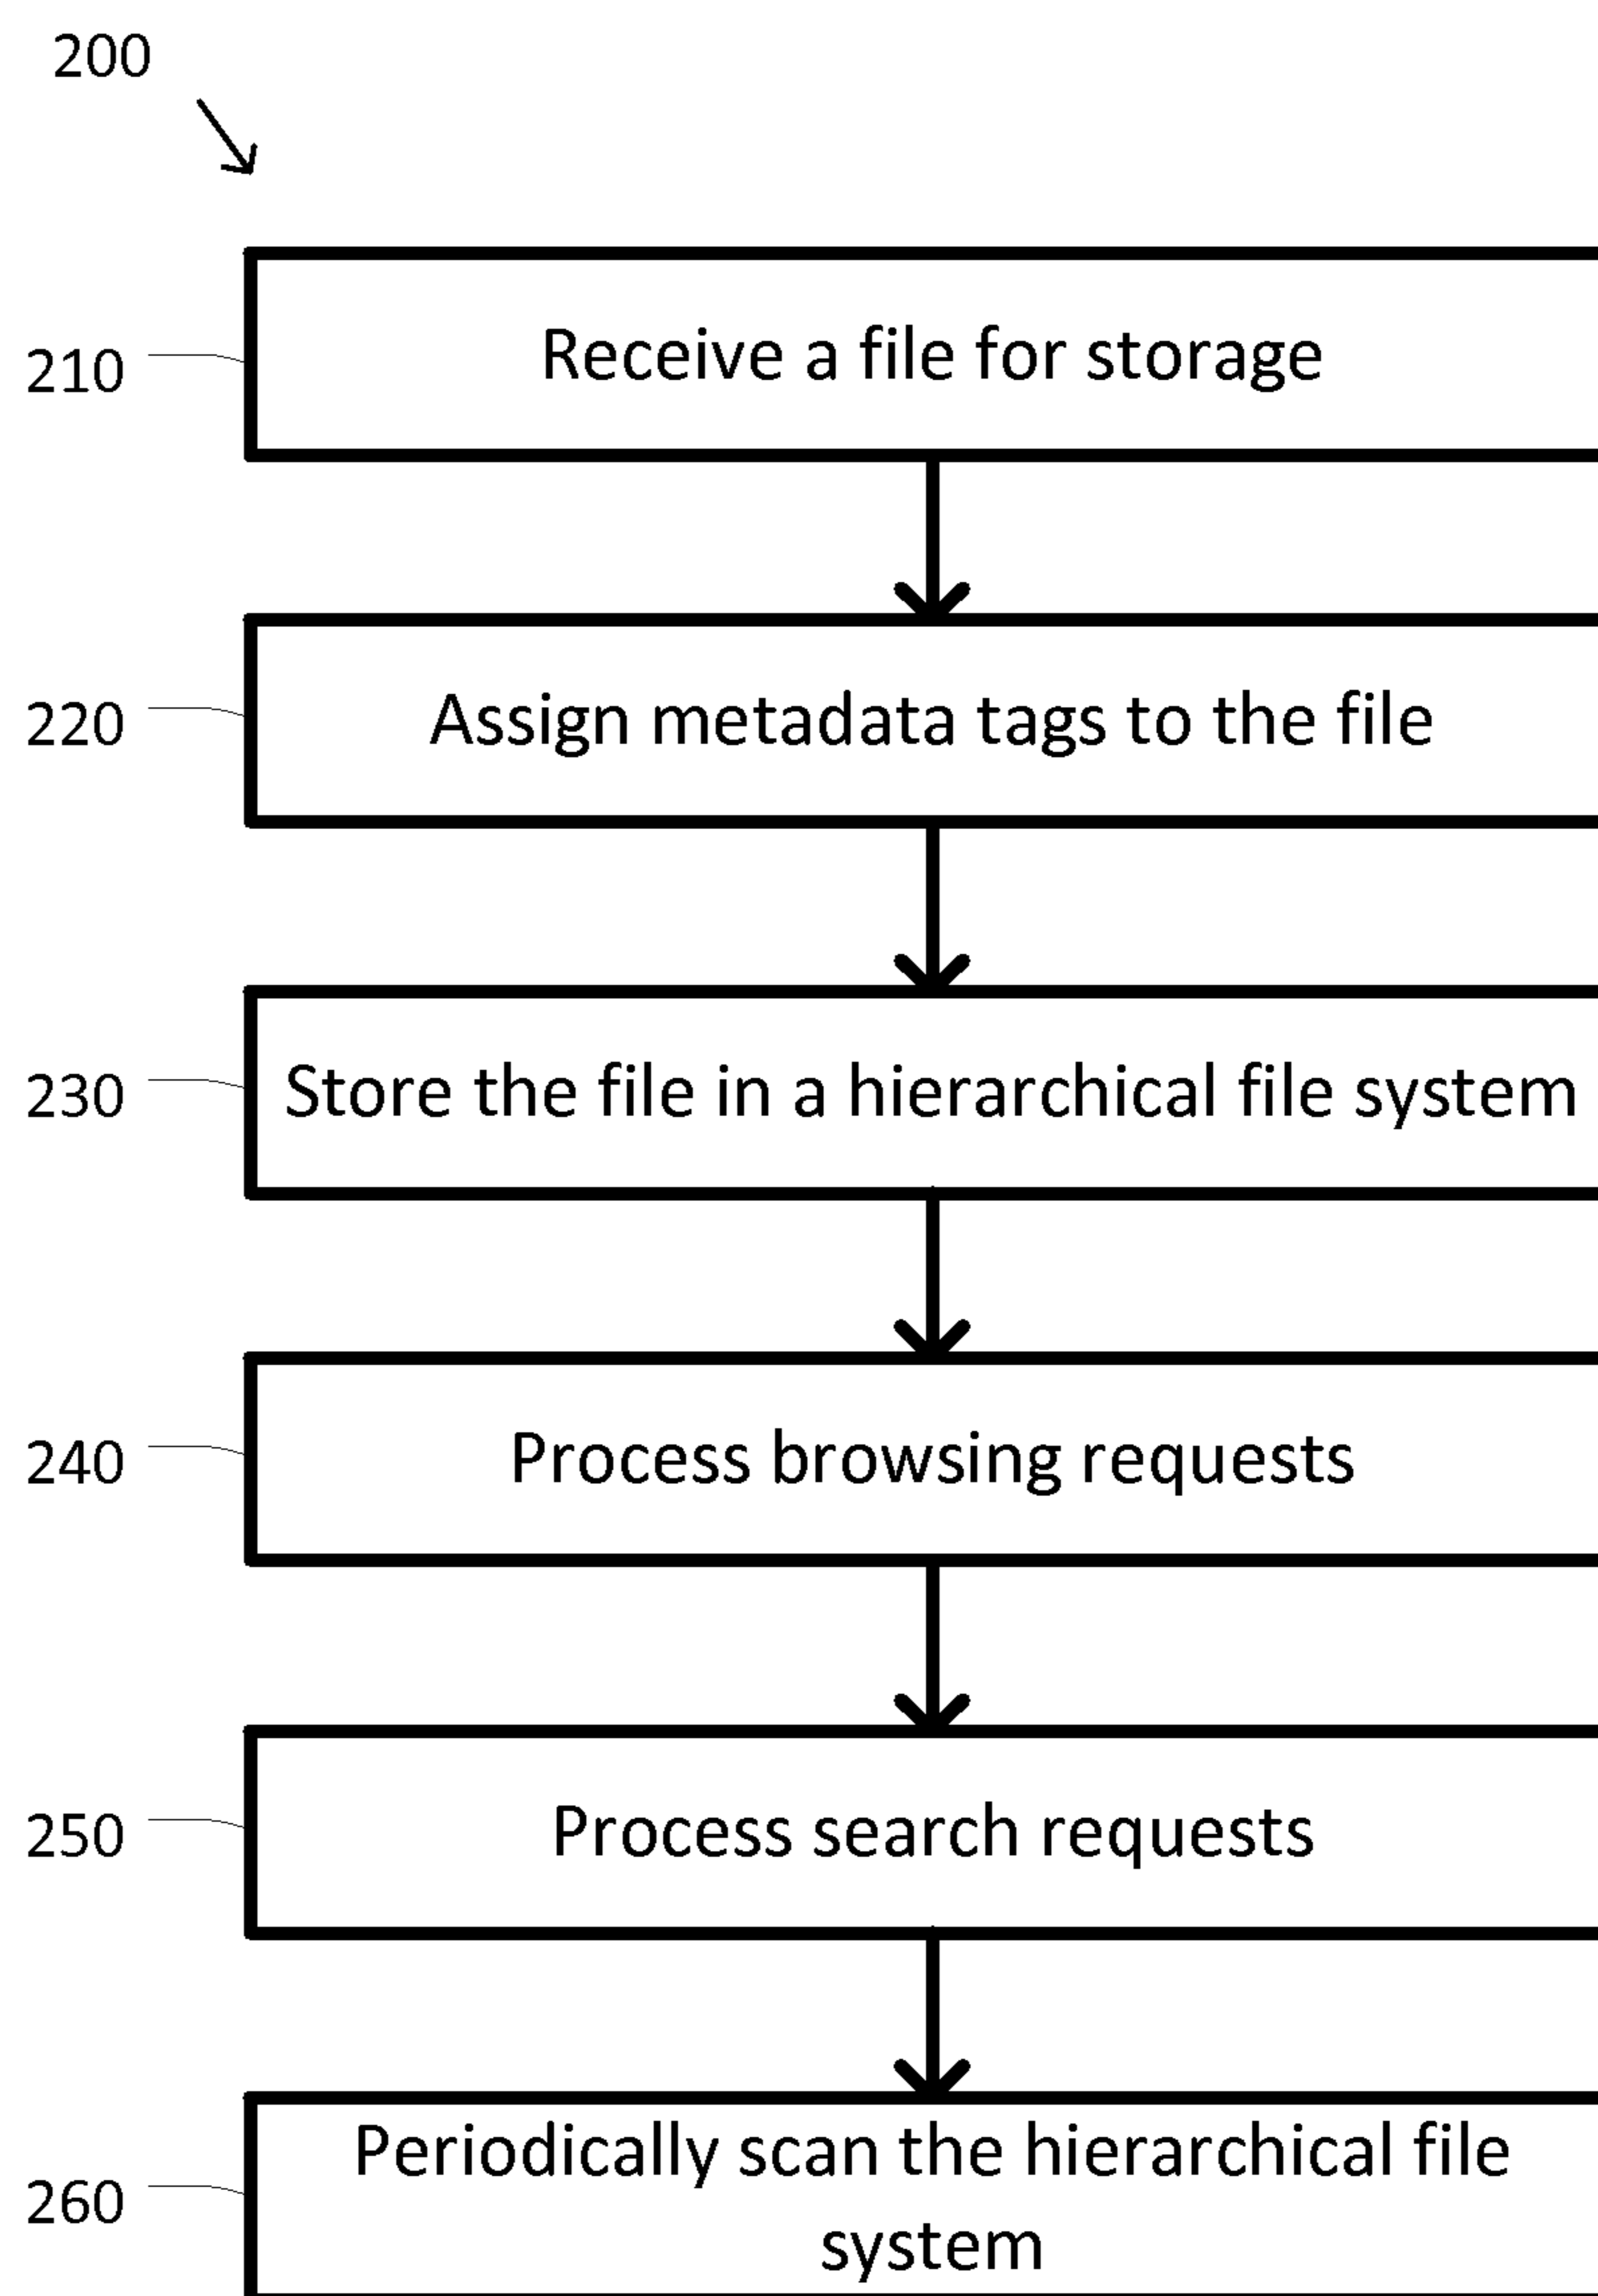 200
210
Receive a file for storage
220
Assign metadata tags to the file
230
Store the file in a hierarchical file system
240
Process browsing requests
250
Process search requests
260
Periodically scan the hierarchical file
system